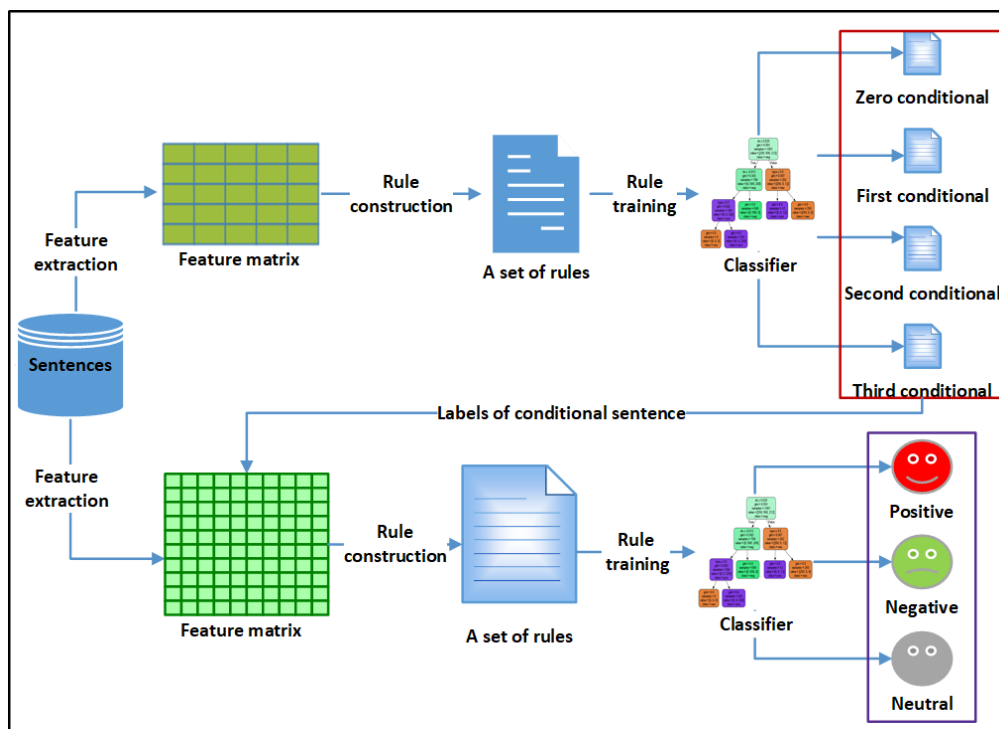 Zero conditional
First conditional
Second conditional
Third conditional
Feature
extraction
Feature matrix
Rule
construction
A set of rules
Rule
training
Classifier
Sentences
Labels of conditional sentence
Feature
extraction
Feature matrix
Rule
construction
A set of rules
Rule
training
Classifier
Positive
Negative
Neutral